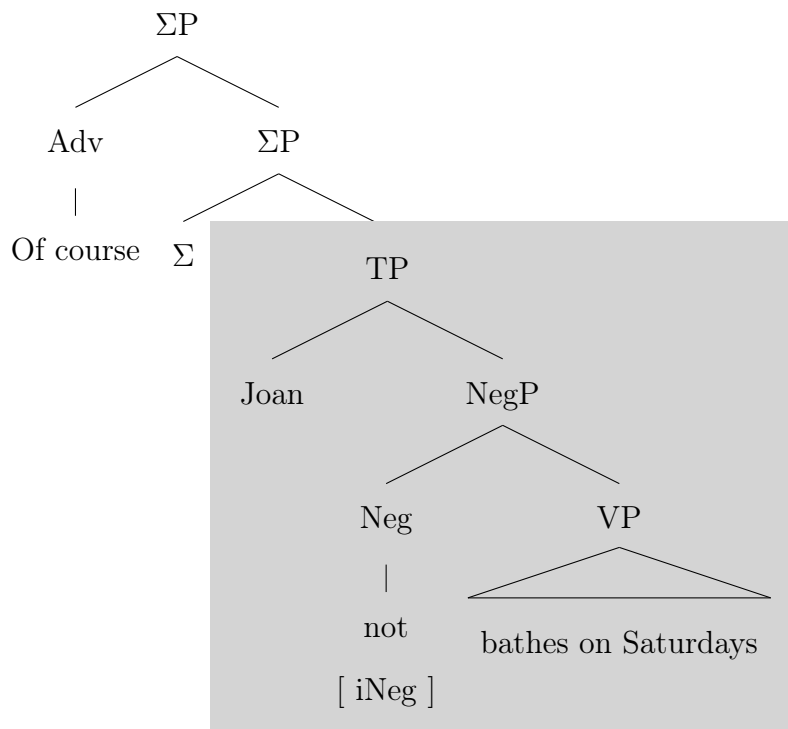 ΣP
Adv ΣP
Of course Σ
TP
Joan NegP
Neg VP
not
bathes on Saturdays
[ iNeg ]